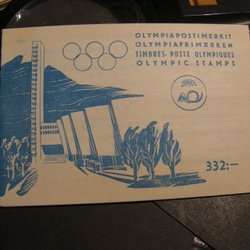 OLYMPIAPOSTIMERKIT
OLYMPIAFRIMÄRKEN
TIMBRES-POSTE OLYMPIQUES
OLYMPIC STAMPS
332:—